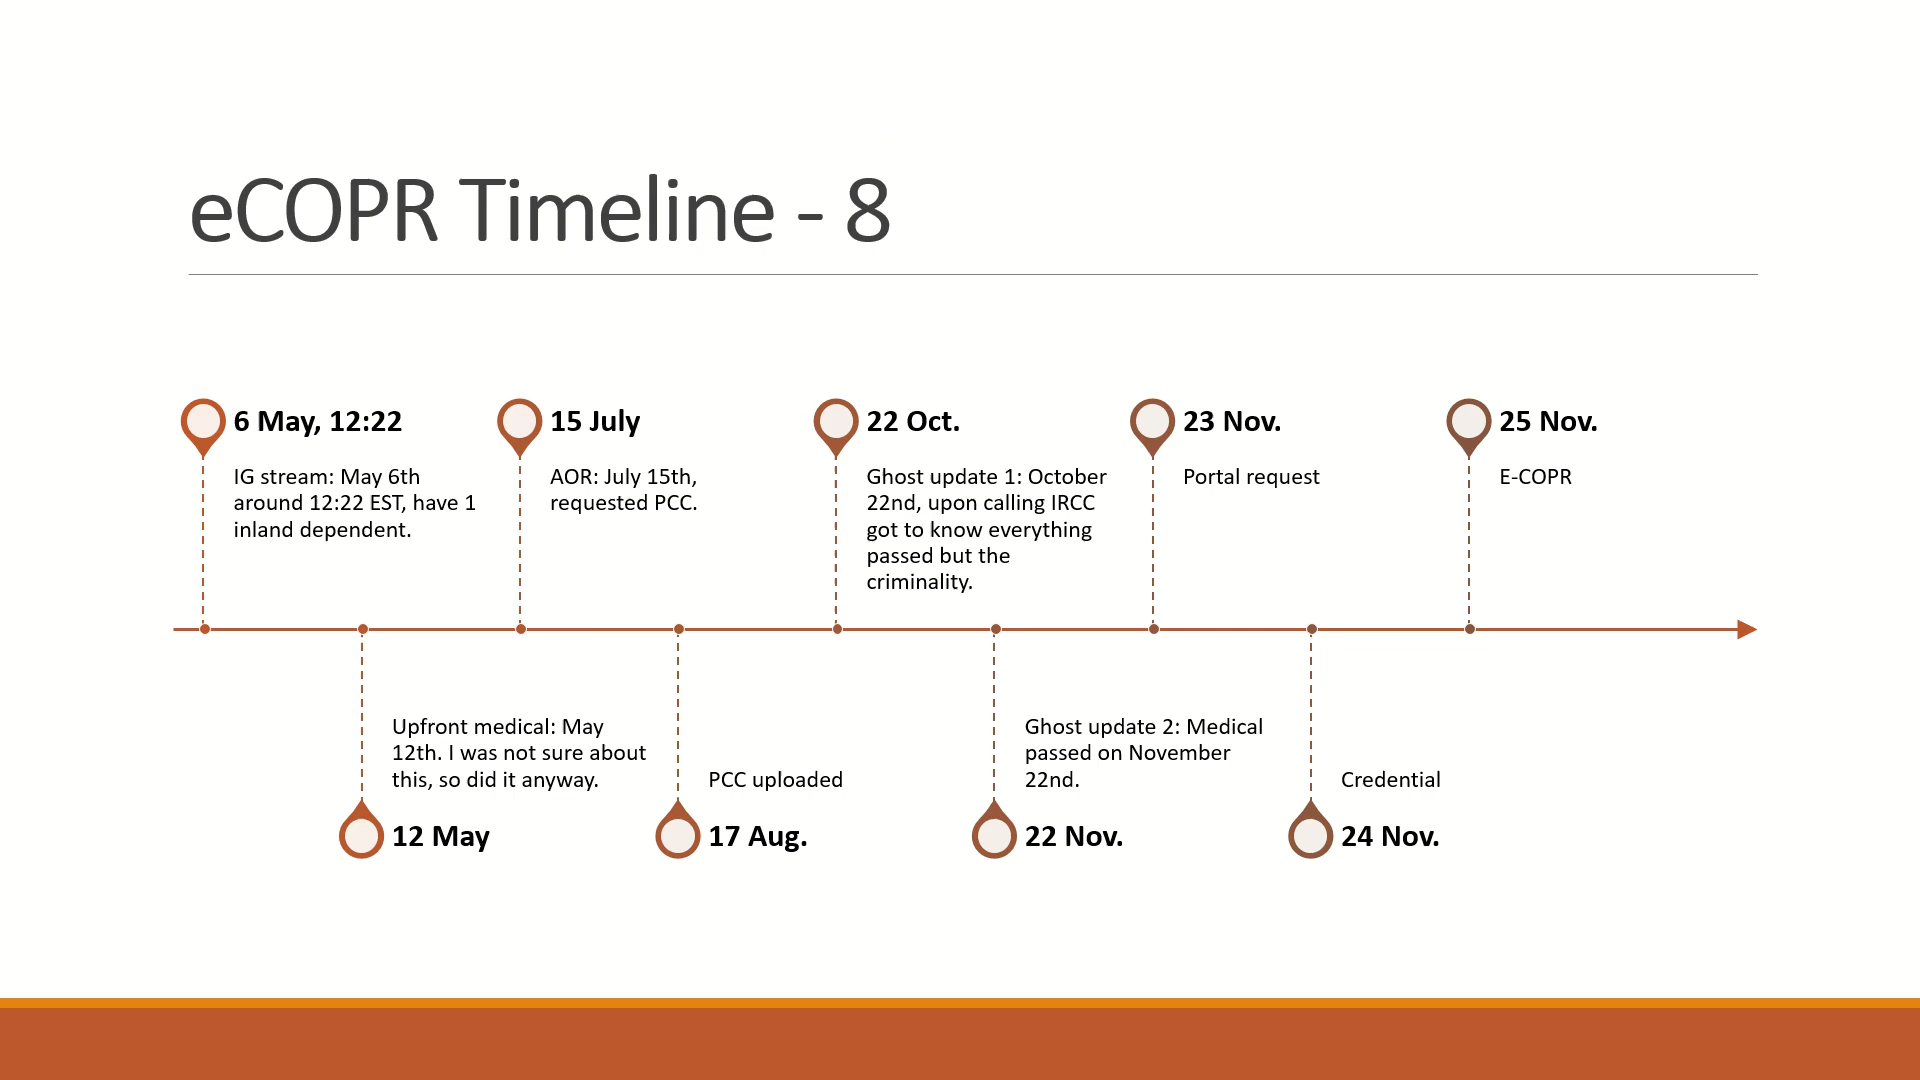 eCOPR Timeline - 8
6 May, 12:22
IG stream: May 6th
around 12:22 EST, have 1
inland dependent.
12 May
Upfront medical: May
12th. I was not sure about
this, so did it anyway.
15 July
AOR: July 15th,
requested PCC.
17 Aug.
PCC uploaded
22 Oct.
Ghost update 1: October
22nd, upon calling IRCC
got to know everything
passed but the
criminality.
22 Nov.
Ghost update 2: Medical
passed on November
22nd.
23 Nov.
Portal request
24 Nov.
Credential
25 Nov.
E-COPR